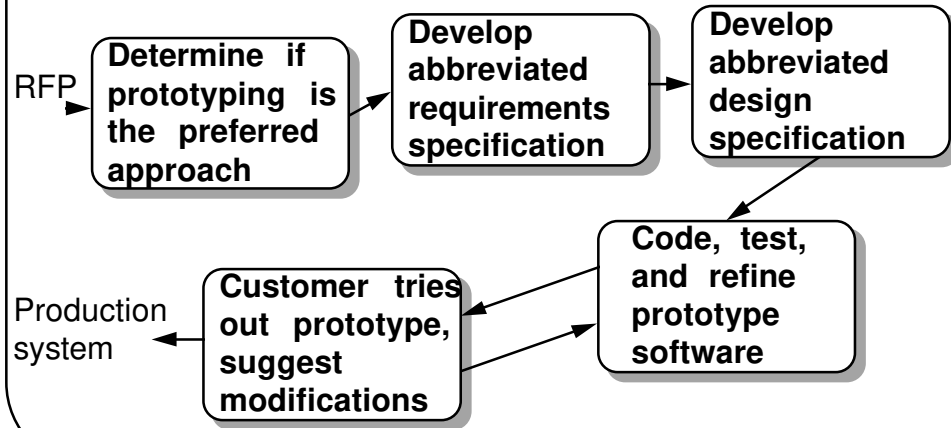 RFP
Determine if
prototyping is
the preferred
approach
Develop
abbreviated
requirements
specification
Develop
abbreviated
design
specification
Code, test,
and refine
prototype
software
Customer tries
out prototype,
suggest
modifications
Production
system